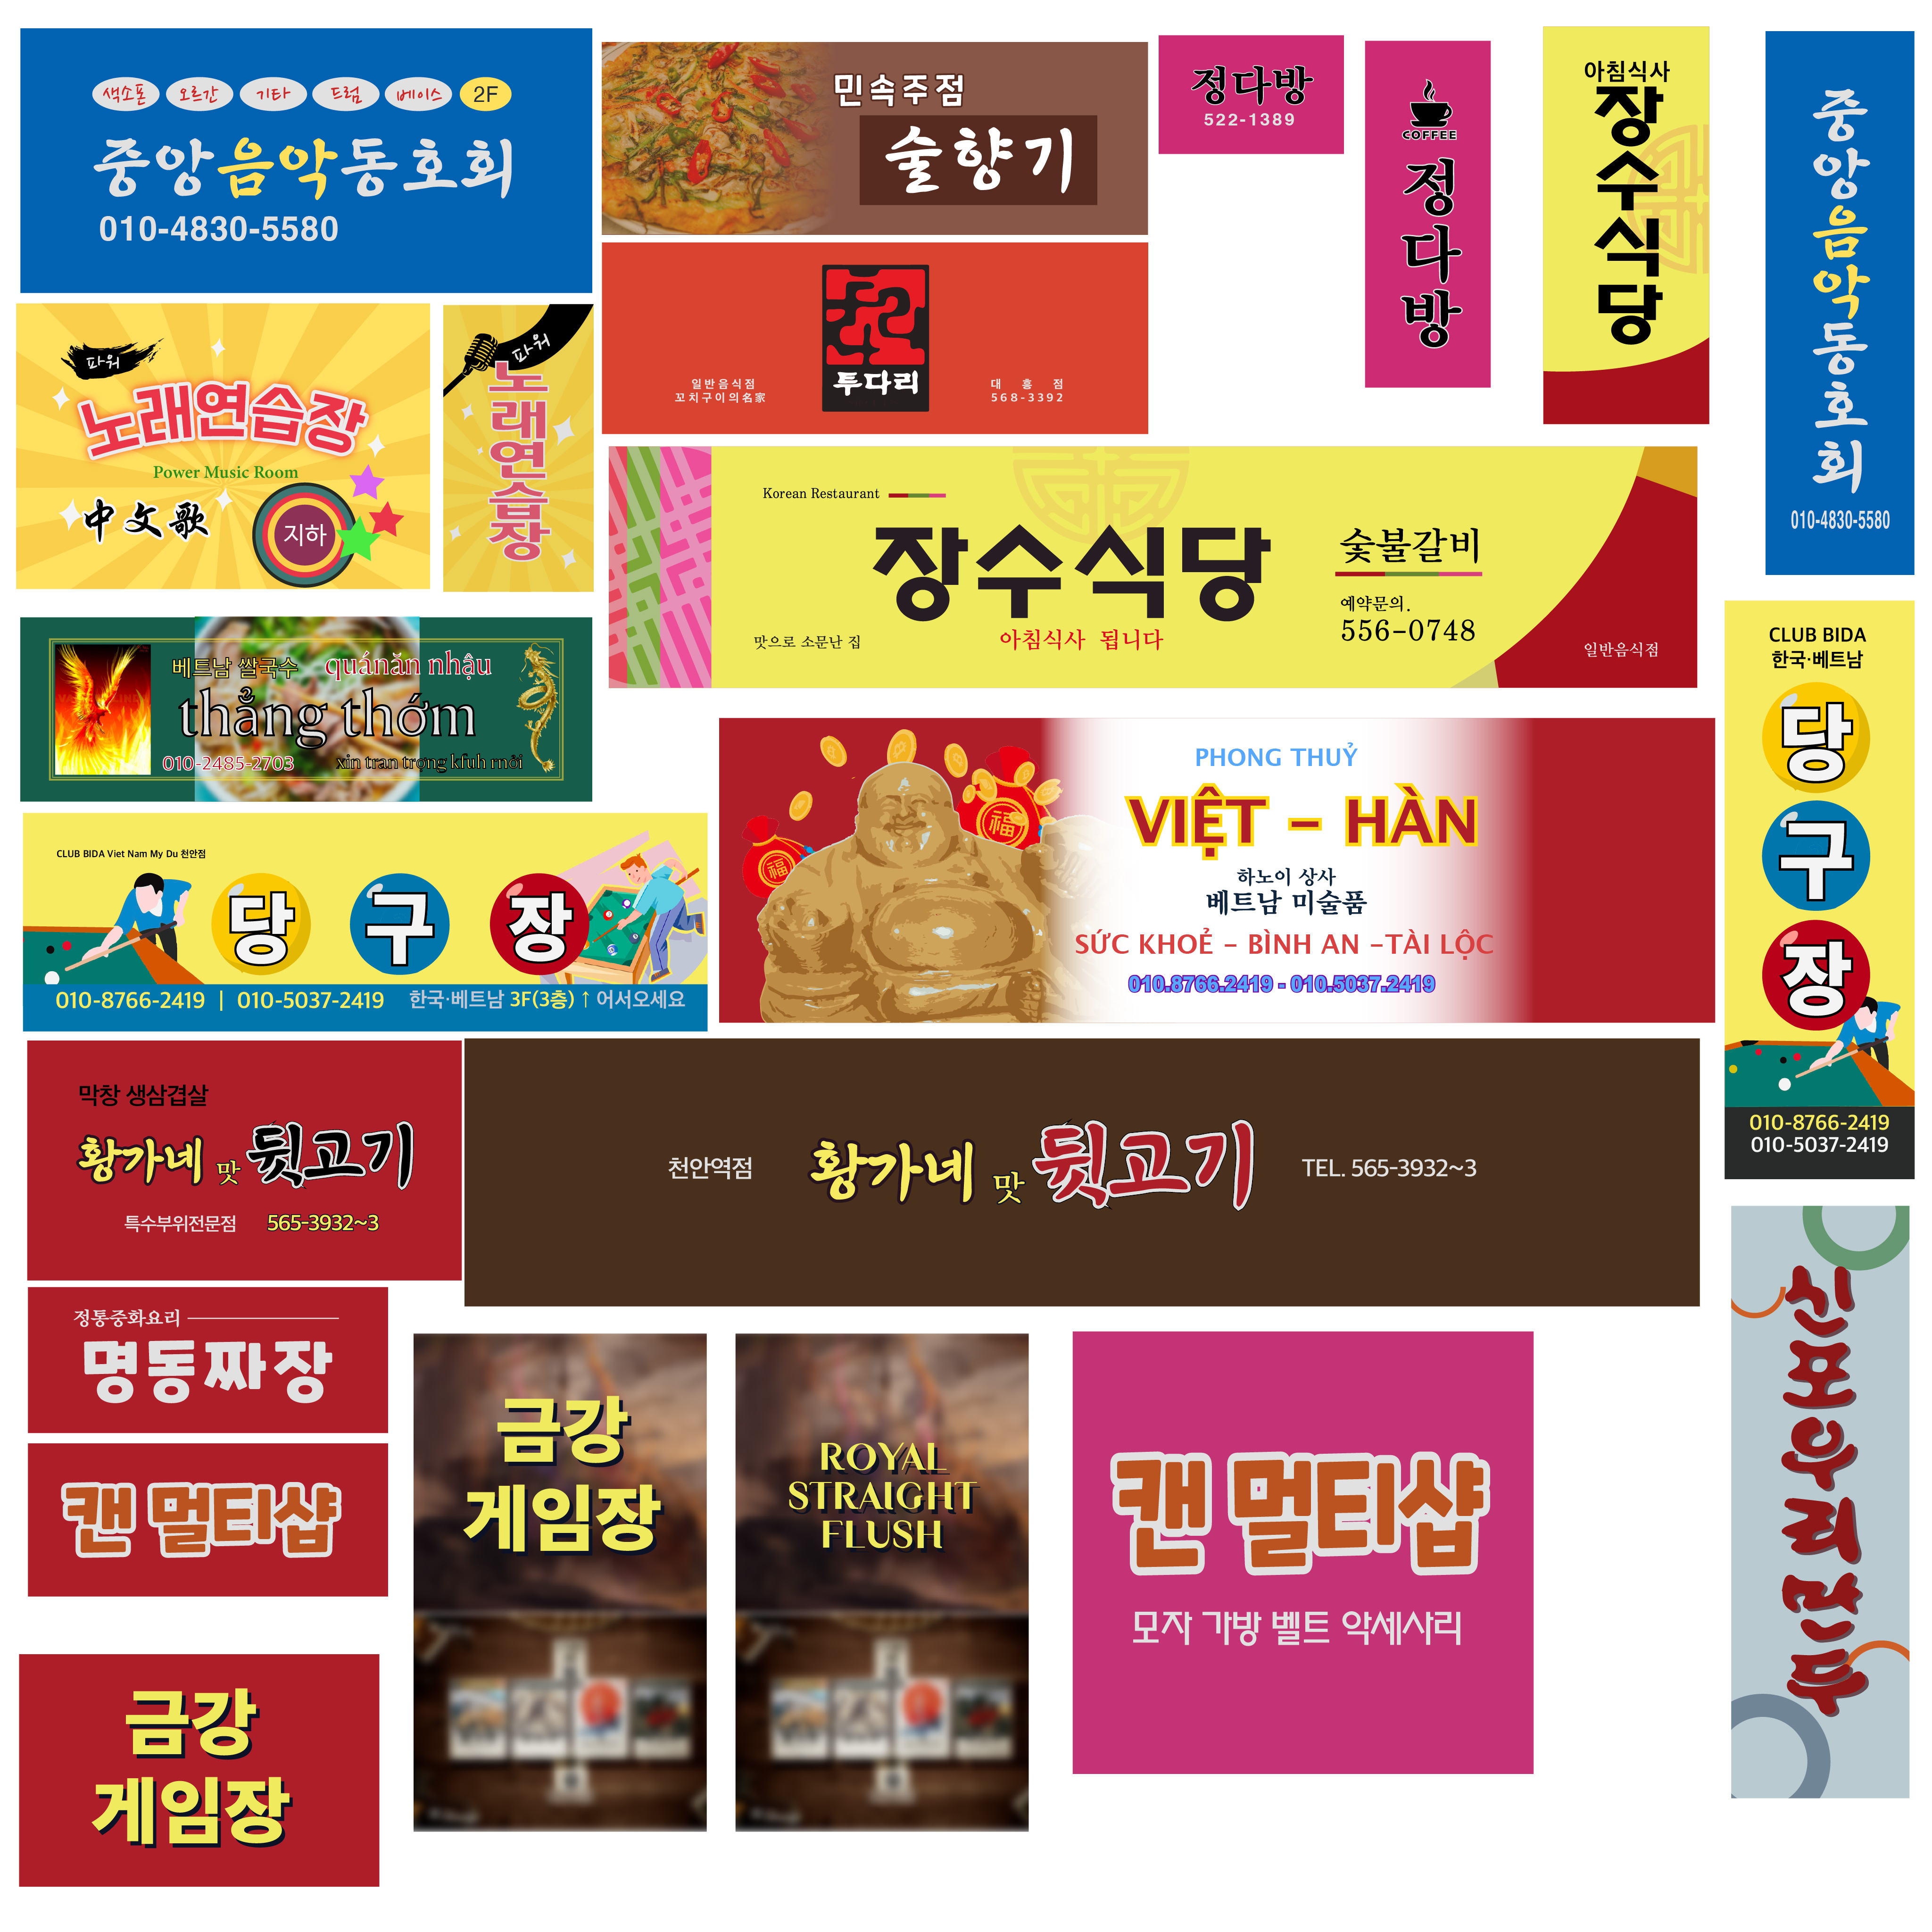 색소폰 오르간 기타 드럼 베이스 2F
중앙음악동호회
010-4830-5580
민속주점
술향기
정다방
522-1389
COFFEE
정다방
아침식사
장수식당
중앙음악동호회
010-4830-5580
투다리
일반음식점
꼬치구이의名家
대흥점
568-3392
파워
노래연습장
Power Music Room
中文歌
지하
파워
노래연습장
Korean Restaurant
장수식당
맛으로 소문난 집
아침식사 됩니다
숯불갈비
예약문의.
556-0748
일반음식점
베트남 쌀국수 quánăn nhậu
thẳng thớm
010-2485-2703
xin tran trọng kfuh mời
PHONG THUỶ
VIỆT - HÀN
하노이 상사
베트남 미술품
SỨC KHOẺ - BÌNH AN -TÀI LỘC
010.8766.2419 - 010.5037.2419
福
福
CLUB BIDA
한국·베트남
당구장
010-8766-2419
010-5037-2419
CLUB BIDA Viet Nam My Du 천안점
당구장
010-8766-2419 | 010-5037-2419 한국·베트남 3F(3층) ↑ 어서오세요
막창 생삼겹살
황가네 맛 뒷고기
특수부위전문점 565-3932~3
천안역점 황가네 맛 뒷고기 TEL. 565-3932~3
정통중화요리
명동짜장
캔 멀티샵
금강
게임장
금강
게임장
ROYAL
STRAIGHT
FLUSH
캔 멀티샵
모자 가방 벨트 악세사리
신포우리만두